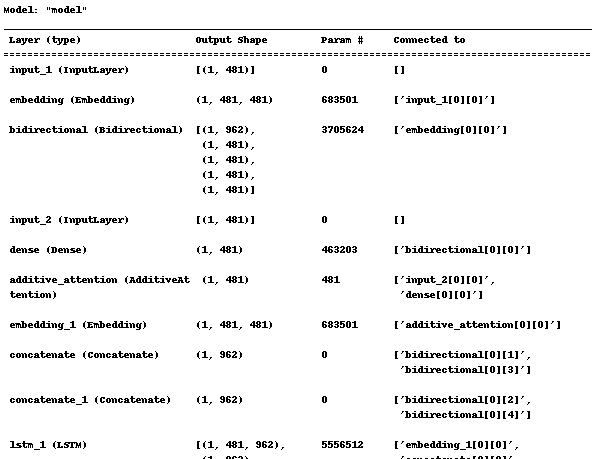 Model: "model"
Layer (type) Output Shape Param # Connected to
input_1 (InputLayer) [(1, 481)] 0 []
embedding (Embedding) (1, 481, 481) 683501 ['input_1[0][0]']
bidirectional (Bidirectional) [(1, 962), 3705624 ['embedding[0][0]']
(1, 481),
(1, 481),
(1, 481),
(1, 481)]
input_2 (InputLayer) [(1, 481)] 0 []
dense (Dense) (1, 481) 463203 ['bidirectional[0][0]']
additive_attention (AdditiveAt (1, 481) 481 ['input_2[0][0]',
tention) 'dense[0][0]']
embedding_1 (Embedding) (1, 481, 481) 683501 ['additive_attention[0][0]']
concatenate (Concatenate) (1, 962) 0 ['bidirectional[0][1]',
'bidirectional[0][3]']
concatenate_1 (Concatenate) (1, 962) 0 ['bidirectional[0][2]',
'bidirectional[0][4]']
lstm_1 (LSTM) [(1, 481, 962), 5556512 ['embedding_1[0][0]',